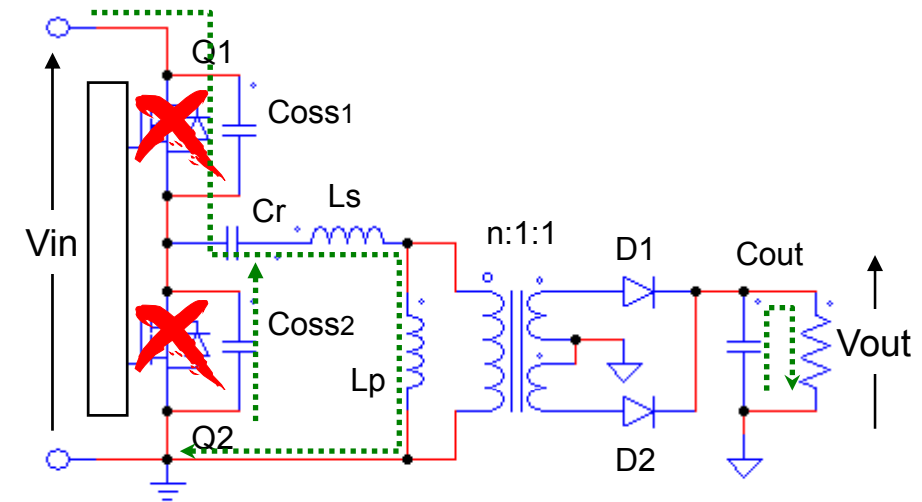 Q1
Coss1
Vin
Cr
Ls
n:1:1
D1
Cout
Coss2
Lp
Vout
Q2
D2